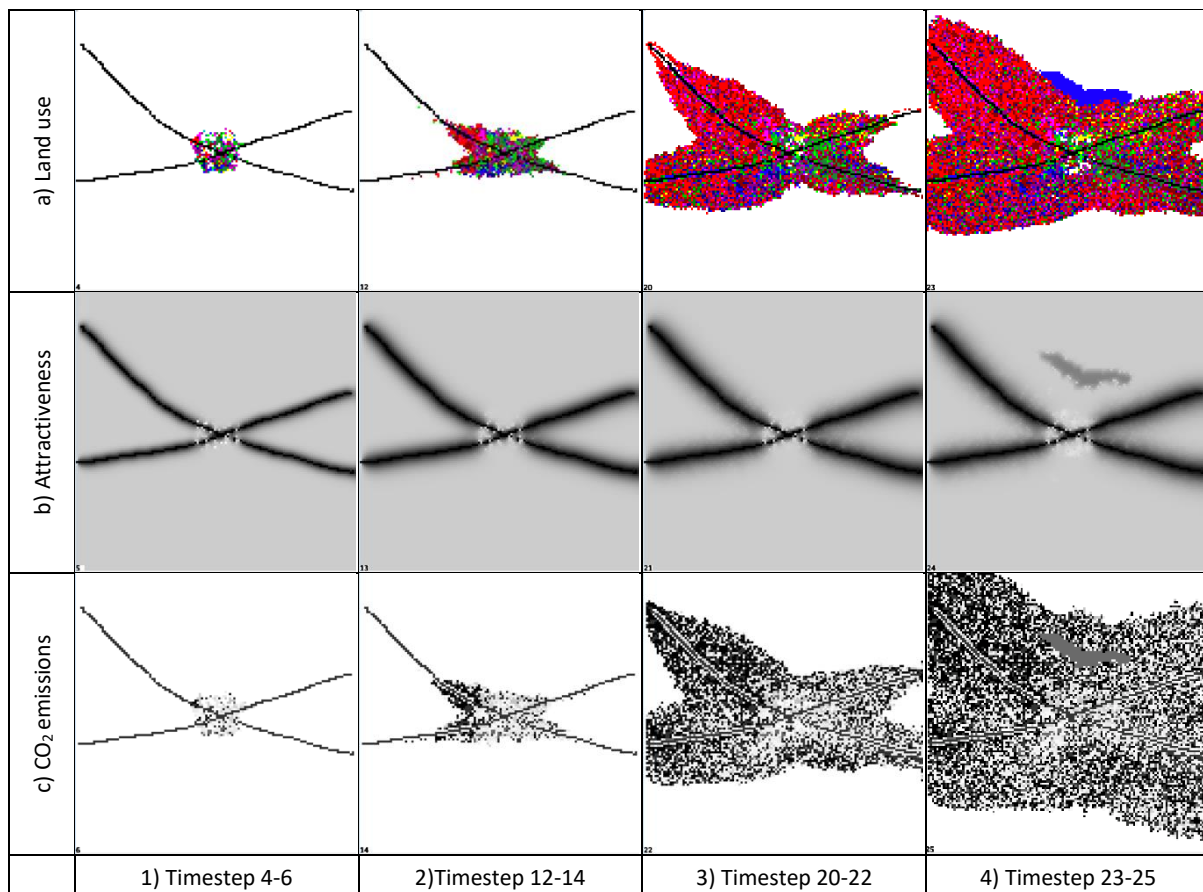 a) Land use
4
12
20
23
b) Attractiveness
5
13
21
24
c) CO₂ emissions
6
14
22
25
1) Timestep 4-6
2)Timestep 12-14
3) Timestep 20-22
4) Timestep 23-25